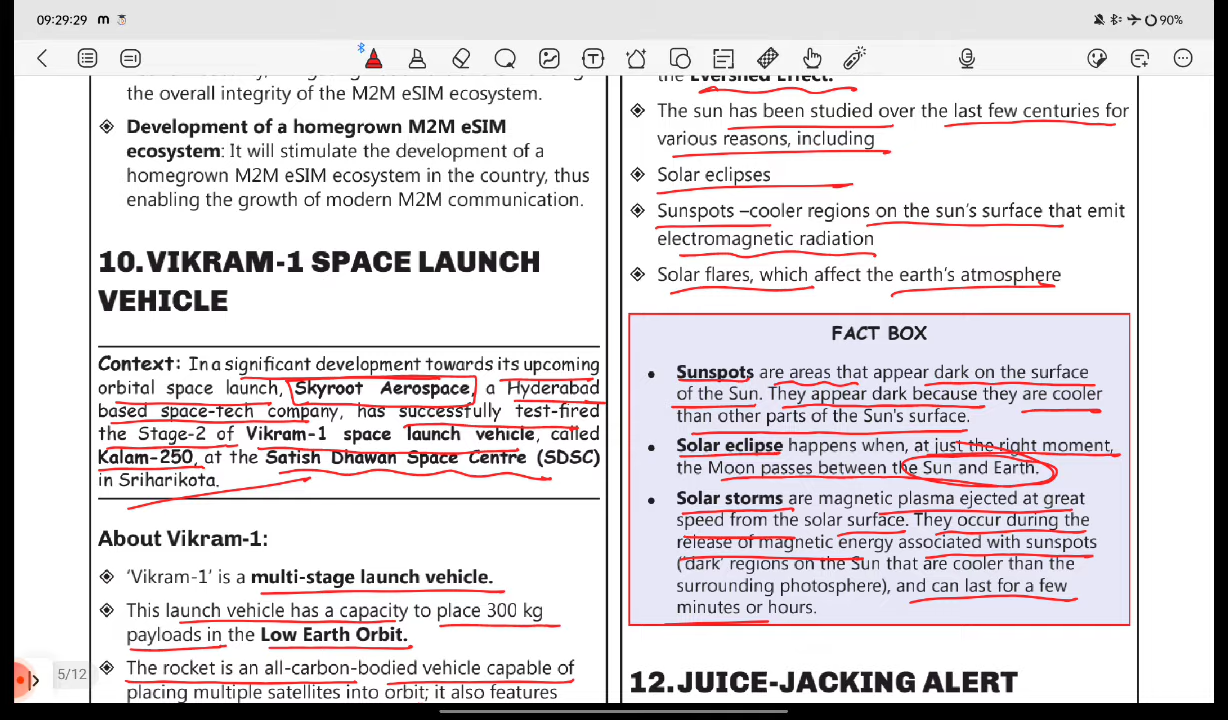 09:29:29 m
90%
the overall integrity of the M2M eSIM ecosystem.
Development of a homegrown M2M eSIM
ecosystem: It will stimulate the development of a
homegrown M2M eSIM ecosystem in the country, thus
enabling the growth of modern M2M communication.
10.VIKRAM-1 SPACE LAUNCH
VEHICLE
Context: In a significant development towards its upcoming
orbital space launch, Skyroot Aerospace, a Hyderabad
based space-tech company, has successfully test-fired
the Stage-2 of Vikram-1 space launch vehicle, called
Kalam-250, at the Satish Dhawan Space Centre (SDSC)
in Sriharikota.
About Vikram-1:
‘Vikram-1’ is a multi-stage launch vehicle.
This launch vehicle has a capacity to place 300 kg
payloads in the Low Earth Orbit.
The rocket is an all-carbon-bodied vehicle capable of
placing multiple satellites into orbit; it also features
5/12
the Evershed Effect.
The sun has been studied over the last few centuries for
various reasons, including
Solar eclipses
Sunspots –cooler regions on the sun’s surface that emit
electromagnetic radiation
Solar flares, which affect the earth’s atmosphere
FACT BOX
Sunspots are areas that appear dark on the surface
of the Sun. They appear dark because they are cooler
than other parts of the Sun’s surface.
Solar eclipse happens when, at just the right moment,
the Moon passes between the Sun and Earth.
Solar storms are magnetic plasma ejected at great
speed from the solar surface. They occur during the
release of magnetic energy associated with sunspots
(‘dark’ regions on the Sun that are cooler than the
surrounding photosphere), and can last for a few
minutes or hours.
12.JUICE-JACKING ALERT